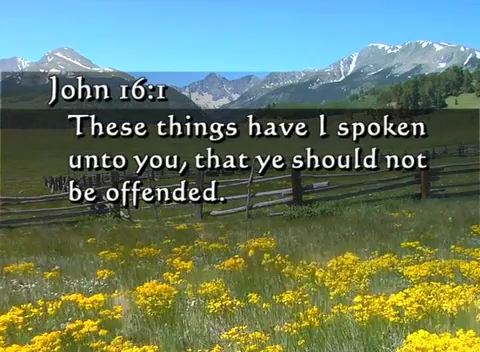 John 16:1
These things have I spoken
unto you, that ye should not
be offended.